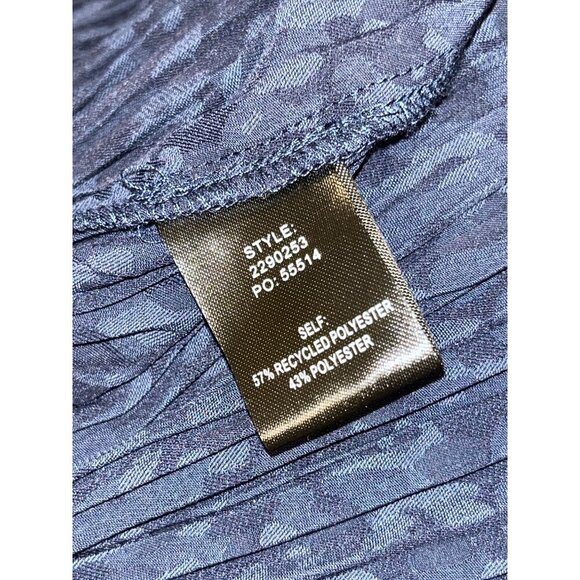 STYLE:
2290253
PO: 55514
SELF:
57% RECYCLED POLYESTER
43% POLYESTER